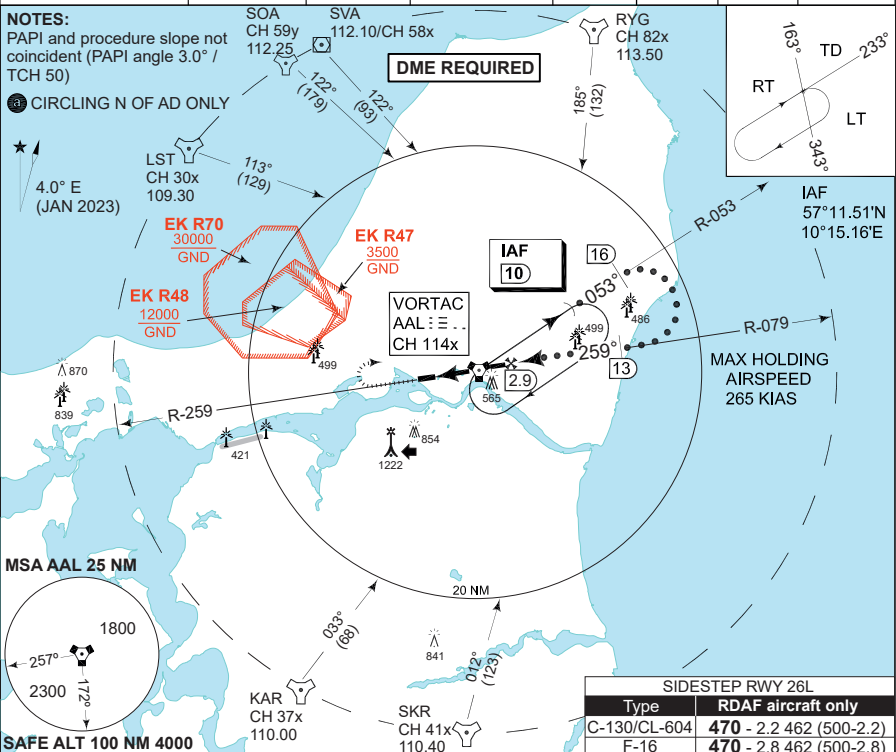 NOTES:
PAPI and procedure slope not
coincident (PAPI angle 3.0° /
TCH 50)
a CIRCLING N OF AD ONLY
4.0° E
(JAN 2023)
SOA
CH 59y
112.25
SVA
112.10/CH 58x
DME REQUIRED
RYG
CH 82x
113.50
163°
TD
233°
RT
LT
343°
122°
(179)
122°
(93)
185°
(132)
LST
CH 30x
109.30
113°
(129)
IAF
57°11.51'N
10°15.16'E
EK R70
30000
GND
EK R47
3500
GND
EK R48
12000
GND
IAF
10
16
R-053
053°
VORTAC
AAL
CH 114x
499
486
259°
R-079
13
2.9
MAX HOLDING
AIRSPEED
265 KIAS
499
565
870
839
R-259
421
854
1222
MSA AAL 25 NM
1800
257°
2300
172°
SAFE ALT 100 NM 4000
20 NM
033°
(68)
841
012°
(123)
KAR
CH 37x
110.00
SKR
CH 41x
110.40
SIDESTEP RWY 26L
Type RDAF aircraft only
C-130/CL-604 470 - 2.2 462 (500-2.2)
F-16 470 - 2.8 462 (500-2.8)